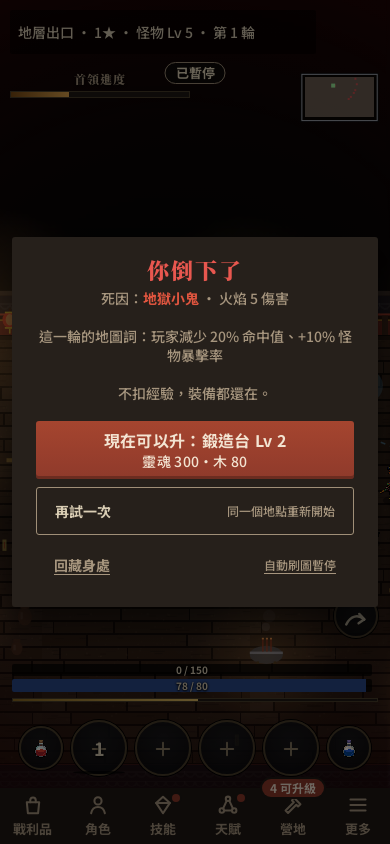 地層出口 · 1★ · 怪物 Lv 5 · 第 1 輪
首領進度
已暫停
你倒下了
死因：地獄小鬼 · 火焰 5 傷害
這一輪的地圖詞：玩家減少 20% 命中值、+10% 怪
物暴擊率
不扣經驗，裝備都還在。
現在可以升：鍛造台 Lv 2
靈魂 300 · 木 80
再試一次
同一個地點重新開始
回藏身處
自動刷圖暫停
0 / 150
78 / 80
1
4 可升級
戰利品
角色
技能
天賦
營地
更多